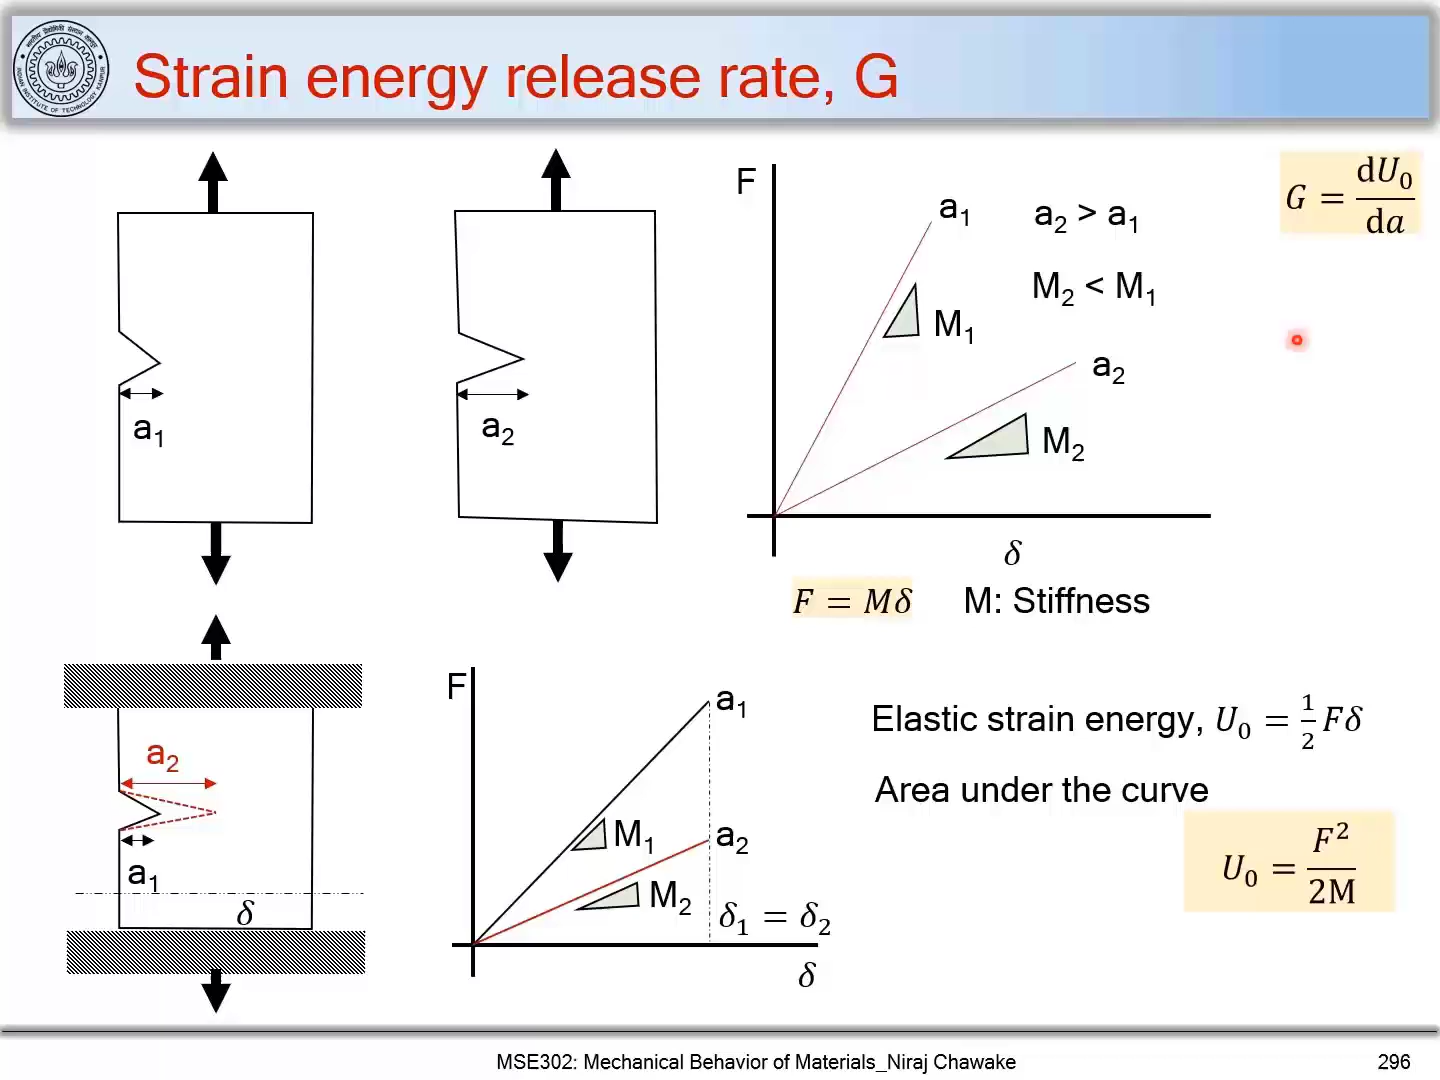 Strain energy release rate, G
a₁
a₂
F
a₁
a₂ > a₁
M₂ < M₁
M₁
a₂
M₂
δ
G = dU₀/da
F = Mδ
M: Stiffness
a₂
a₁
δ
F
a₁
M₁
a₂
M₂
δ₁ = δ₂
δ
Elastic strain energy, U₀ = ½ Fδ
Area under the curve
U₀ = F²/2M
MSE302: Mechanical Behavior of Materials_Niraj Chawake
296